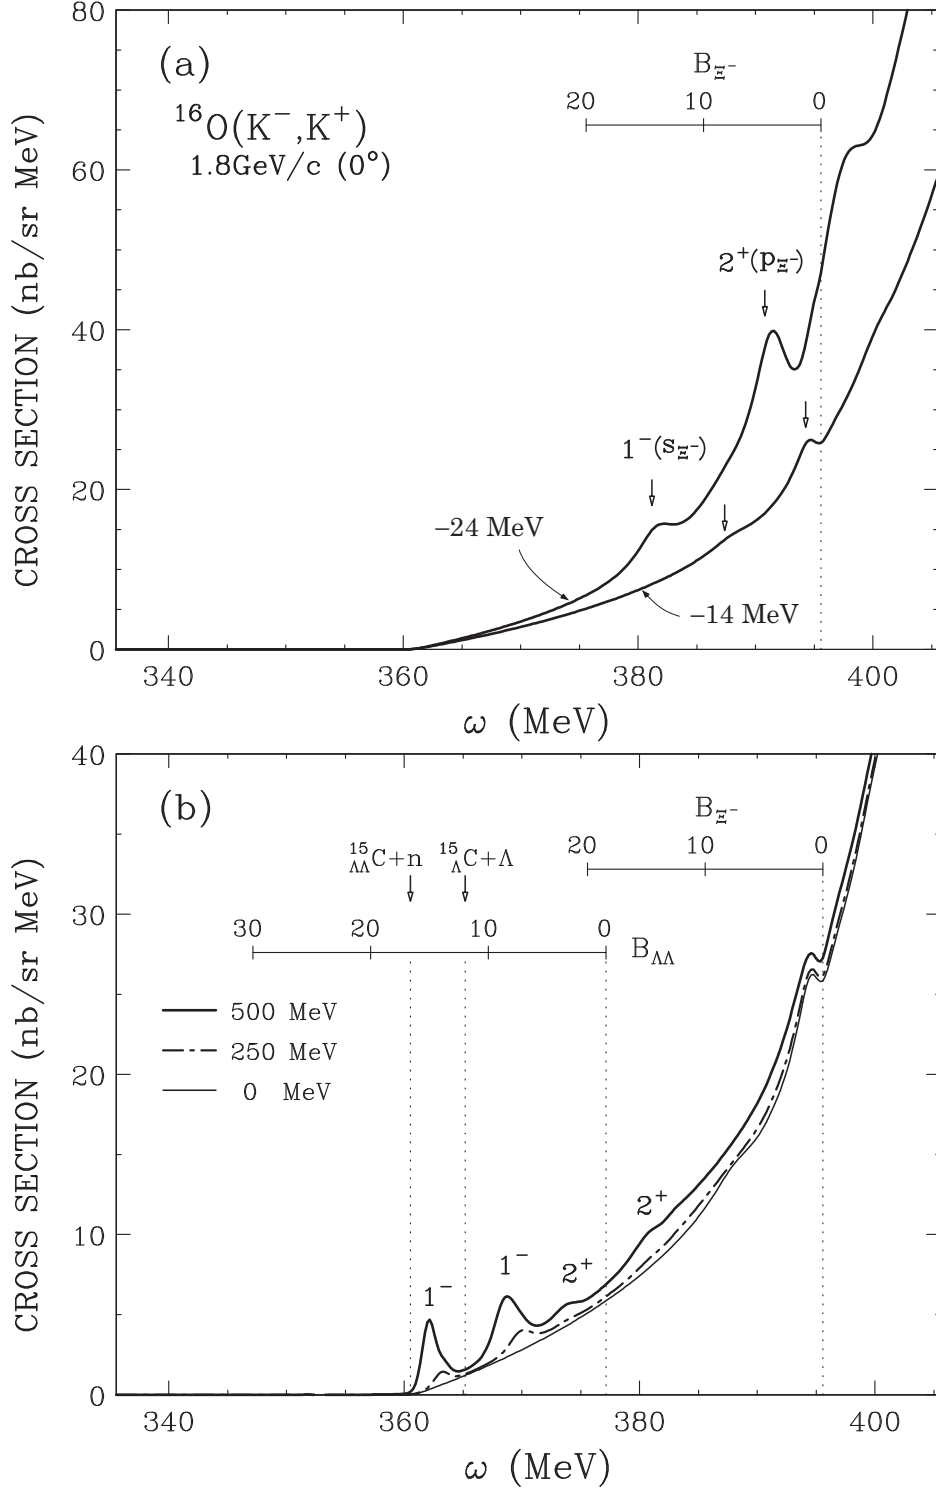 80
(a)
B_Ξ⁻
20 10 0
¹⁶O(K⁻,K⁺)
1.8GeV/c (0°)
60
2⁺(p_Ξ⁻)
40
1⁻(s_Ξ⁻)
20
−24 MeV
−14 MeV
0
340 360 380 400
ω (MeV)
CROSS SECTION (nb/sr MeV)
40
(b)
B_Ξ⁻
20 10 0
¹⁵_ΛΛC+n ¹⁵_ΛC+Λ
30
30 20 10 0
B_ΛΛ
500 MeV
250 MeV
0 MeV
20
2⁺
10
1⁻ 1⁻ 2⁺
0
340 360 380 400
ω (MeV)
CROSS SECTION (nb/sr MeV)